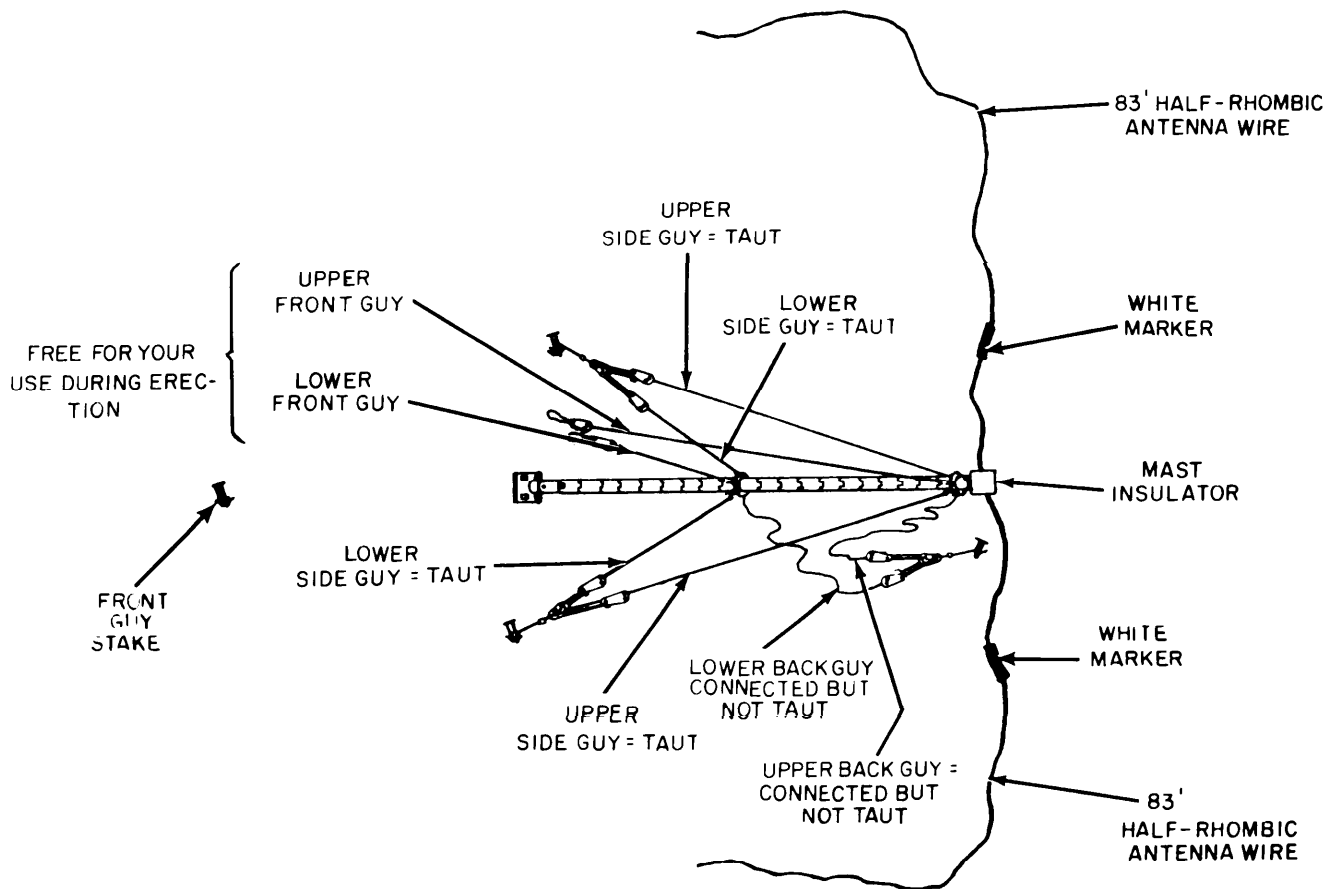 83' HALF-RHOMBIC
ANTENNA WIRE
UPPER
SIDE GUY = TAUT
UPPER
FRONT GUY
LOWER
SIDE GUY = TAUT
WHITE
MARKER
FREE FOR YOUR
USE DURING EREC-
TION
LOWER
FRONT GUY
MAST
INSULATOR
LOWER
SIDE GUY = TAUT
FRONT
GUY
STAKE
WHITE
MARKER
LOWER BACK GUY
CONNECTED BUT
NOT TAUT
UPPER
SIDE GUY = TAUT
UPPER BACK GUY =
CONNECTED BUT
NOT TAUT
83'
HALF-RHOMBIC
ANTENNA WIRE